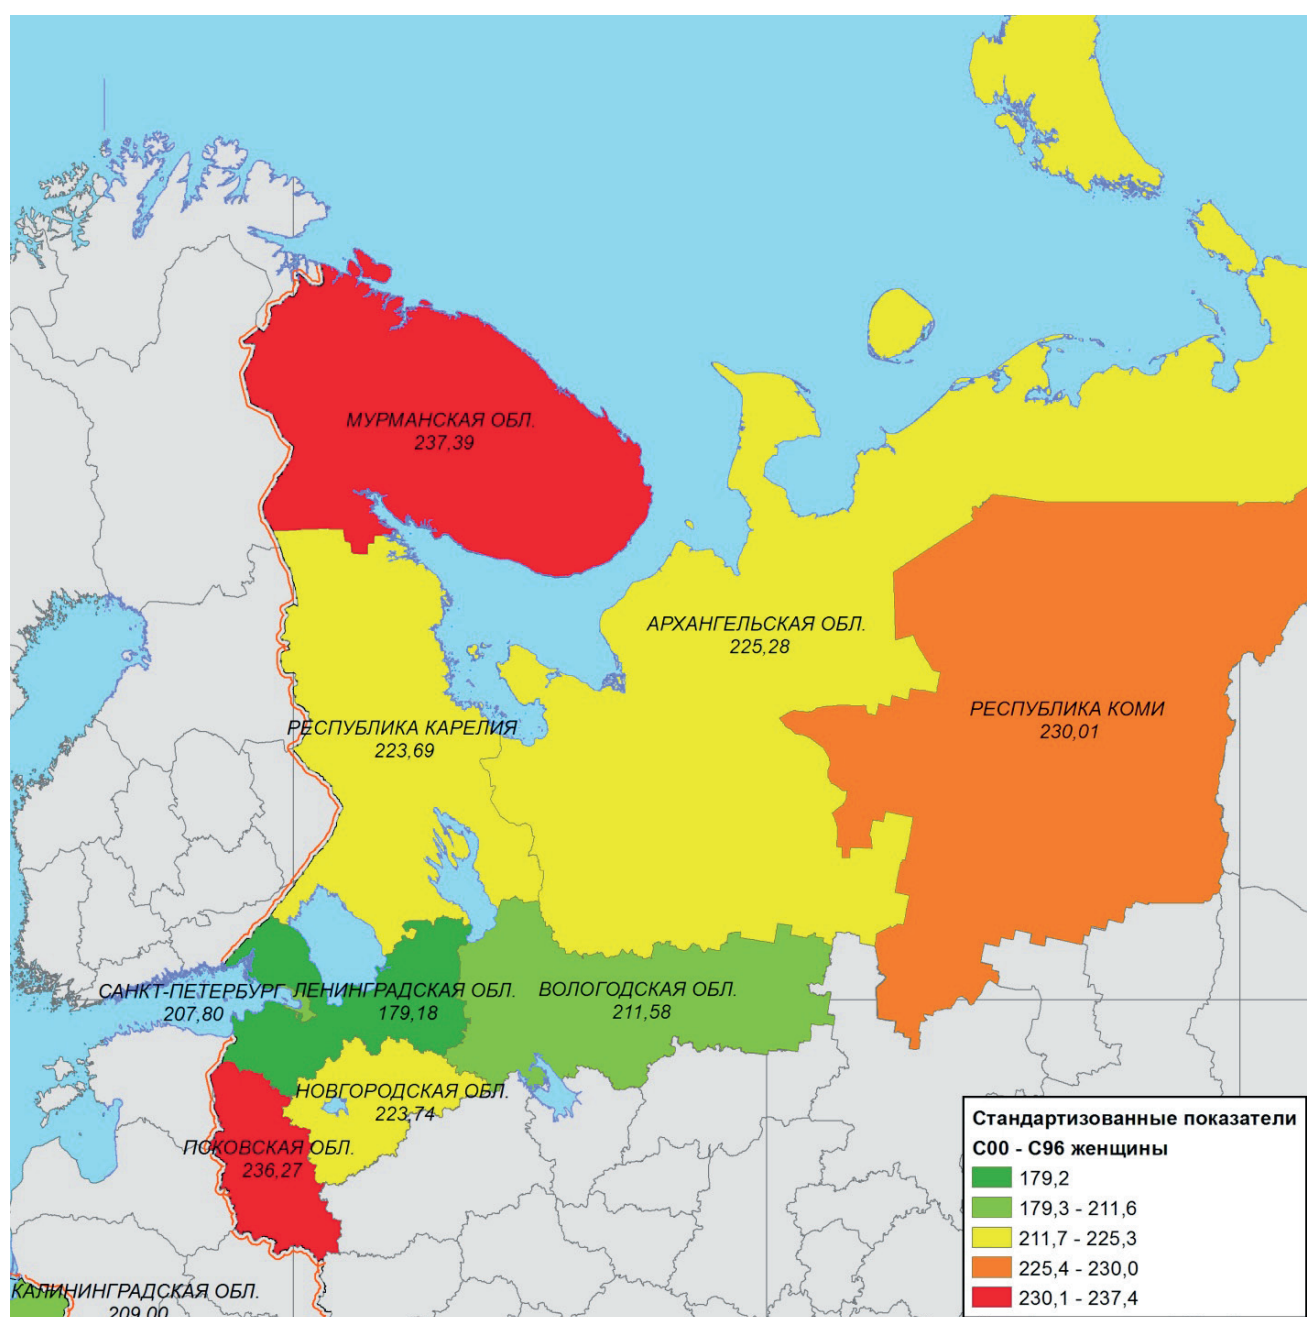 МУРМАНСКАЯ ОБЛ.
237,39
АРХАНГЕЛЬСКАЯ ОБЛ.
225,28
РЕСПУБЛИКА КОМИ
230,01
РЕСПУБЛИКА КАРЕЛИЯ
223,69
САНКТ-ПЕТЕРБУРГ
207,80
ЛЕНИНГРАДСКАЯ ОБЛ.
179,18
ВОЛОГОДСКАЯ ОБЛ.
211,58
НОВГОРОДСКАЯ ОБЛ.
223,74
ПСКОВСКАЯ ОБЛ.
236,27
КАЛИНИНГРАДСКАЯ ОБЛ.
209,00
Стандартизованные показатели
С00 - С96 женщины
179,2
179,3 - 211,6
211,7 - 225,3
225,4 - 230,0
230,1 - 237,4